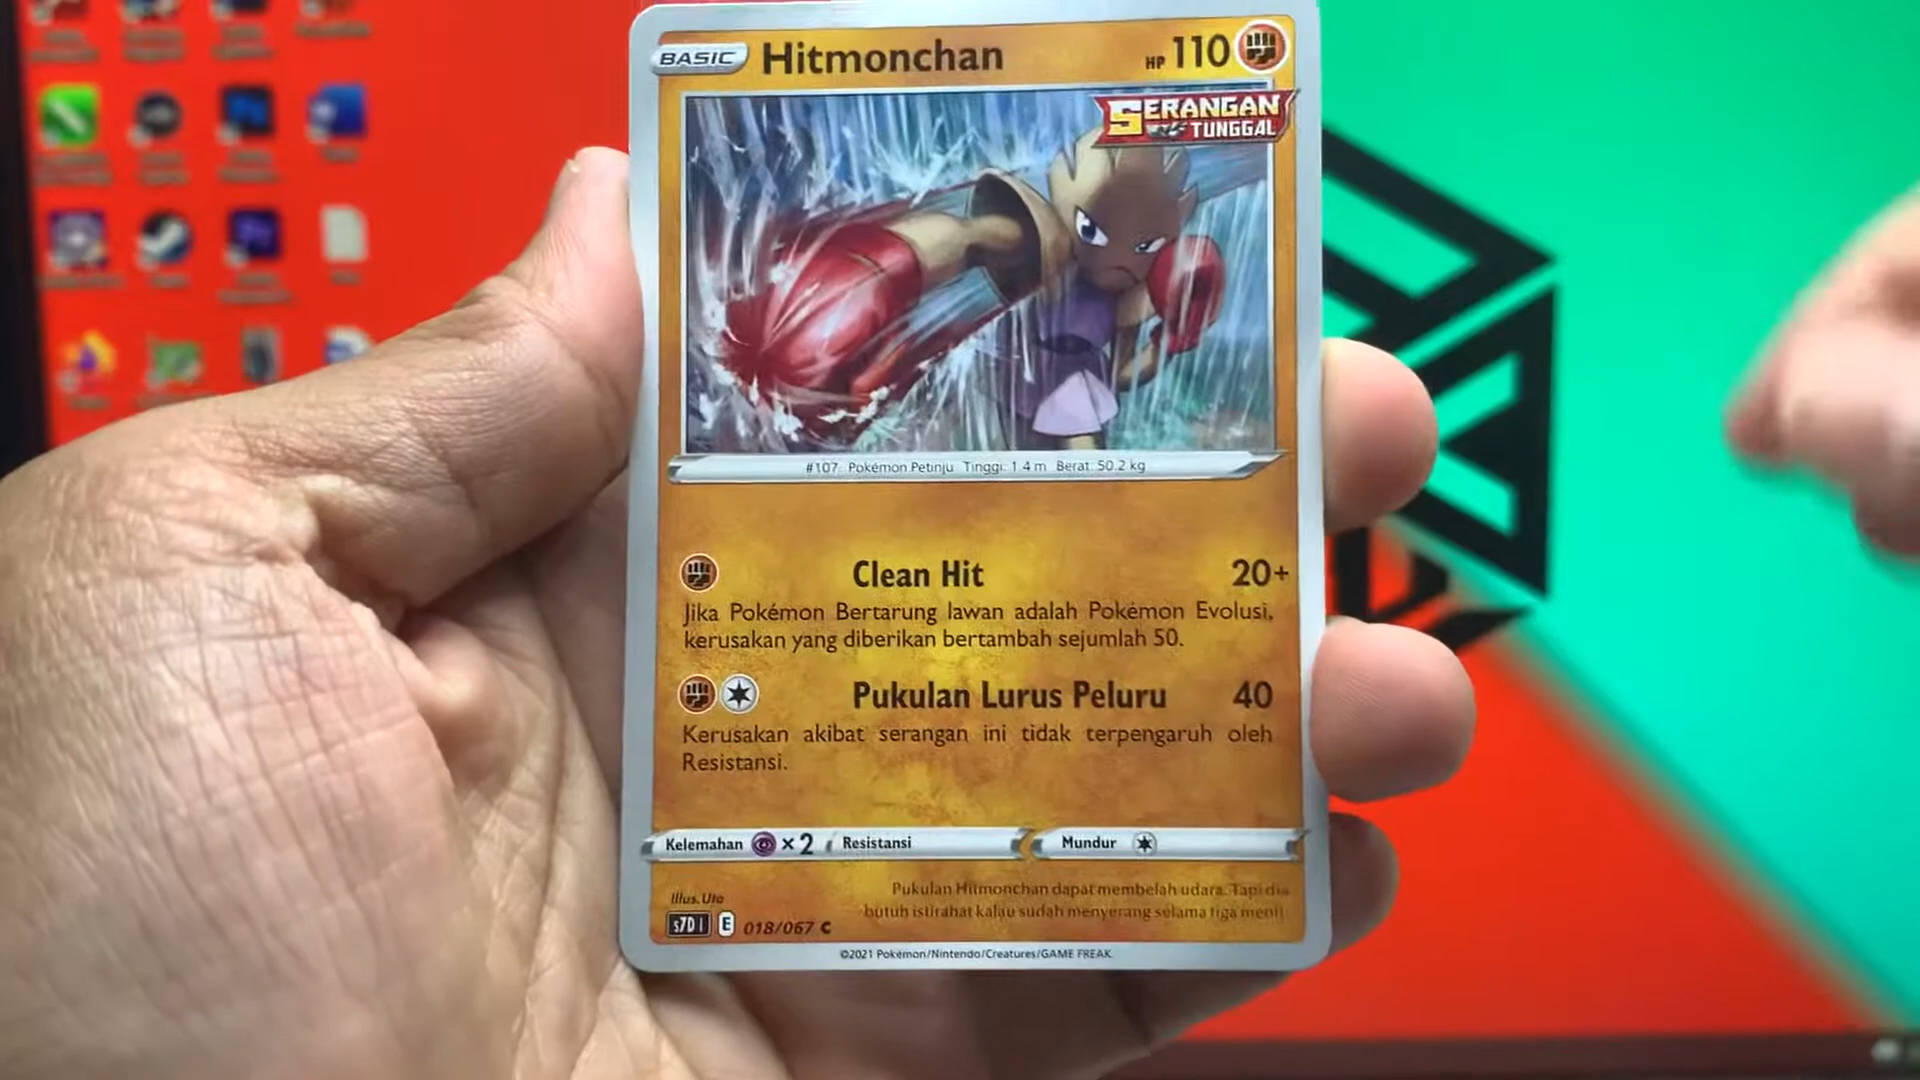 BASIC Hitmonchan HP 110
SERANGAN
TUNGGAL
#107 Pokémon Petinju Tinggi: 1.4 m Berat: 50.2 kg
Clean Hit 20+
Jika Pokémon Bertarung lawan adalah Pokémon Evolusi,
kerusakan yang diberikan bertambah sejumlah 50.
Pukulan Lurus Peluru 40
Kerusakan akibat serangan ini tidak terpengaruh oleh
Resistansi.
Kelemahan ×2 Resistansi Mundur
Pukulan Hitmonchan dapat membelah udara. Tapi dia
butuh istirahat kalau sudah menyerang selama tiga menit.
Illus. Uta
s7D I E 018/067 C
©2021 Pokémon/Nintendo/Creatures/GAME FREAK